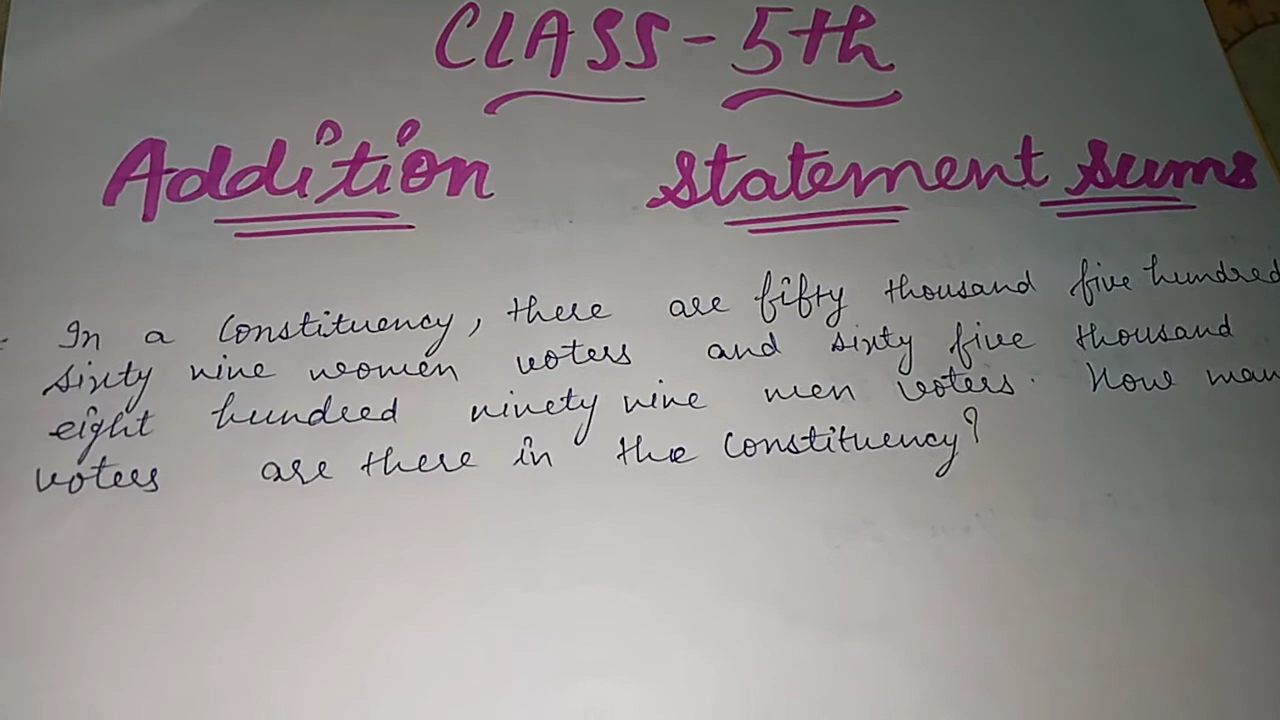 CLASS - 5th
Addition Statement Sums
In a Constituency, there are fifty thousand five hundred
sixty nine women voters and sixty five thousand
eight hundred ninety nine men voters. How man
voters are there in the Constituency?